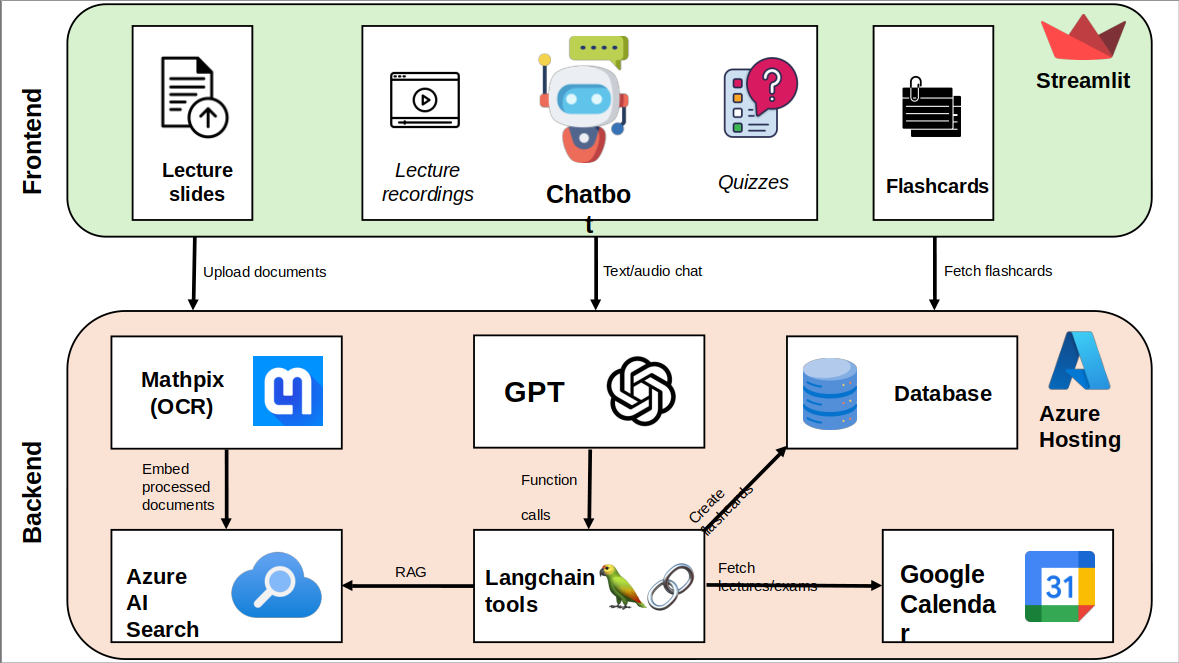 Frontend
Lecture
slides
Lecture
recordings
Chatbo
t
Quizzes
Flashcards
Streamlit
Upload documents
Text/audio chat
Fetch flashcards
Backend
Mathpix
(OCR)
GPT
Database
Azure
Hosting
Embed
processed
documents
Function
calls
Create
flashcards
Azure
AI
Search
RAG
Langchain
tools
Fetch
lectures/exams
Google
Calenda
r
31